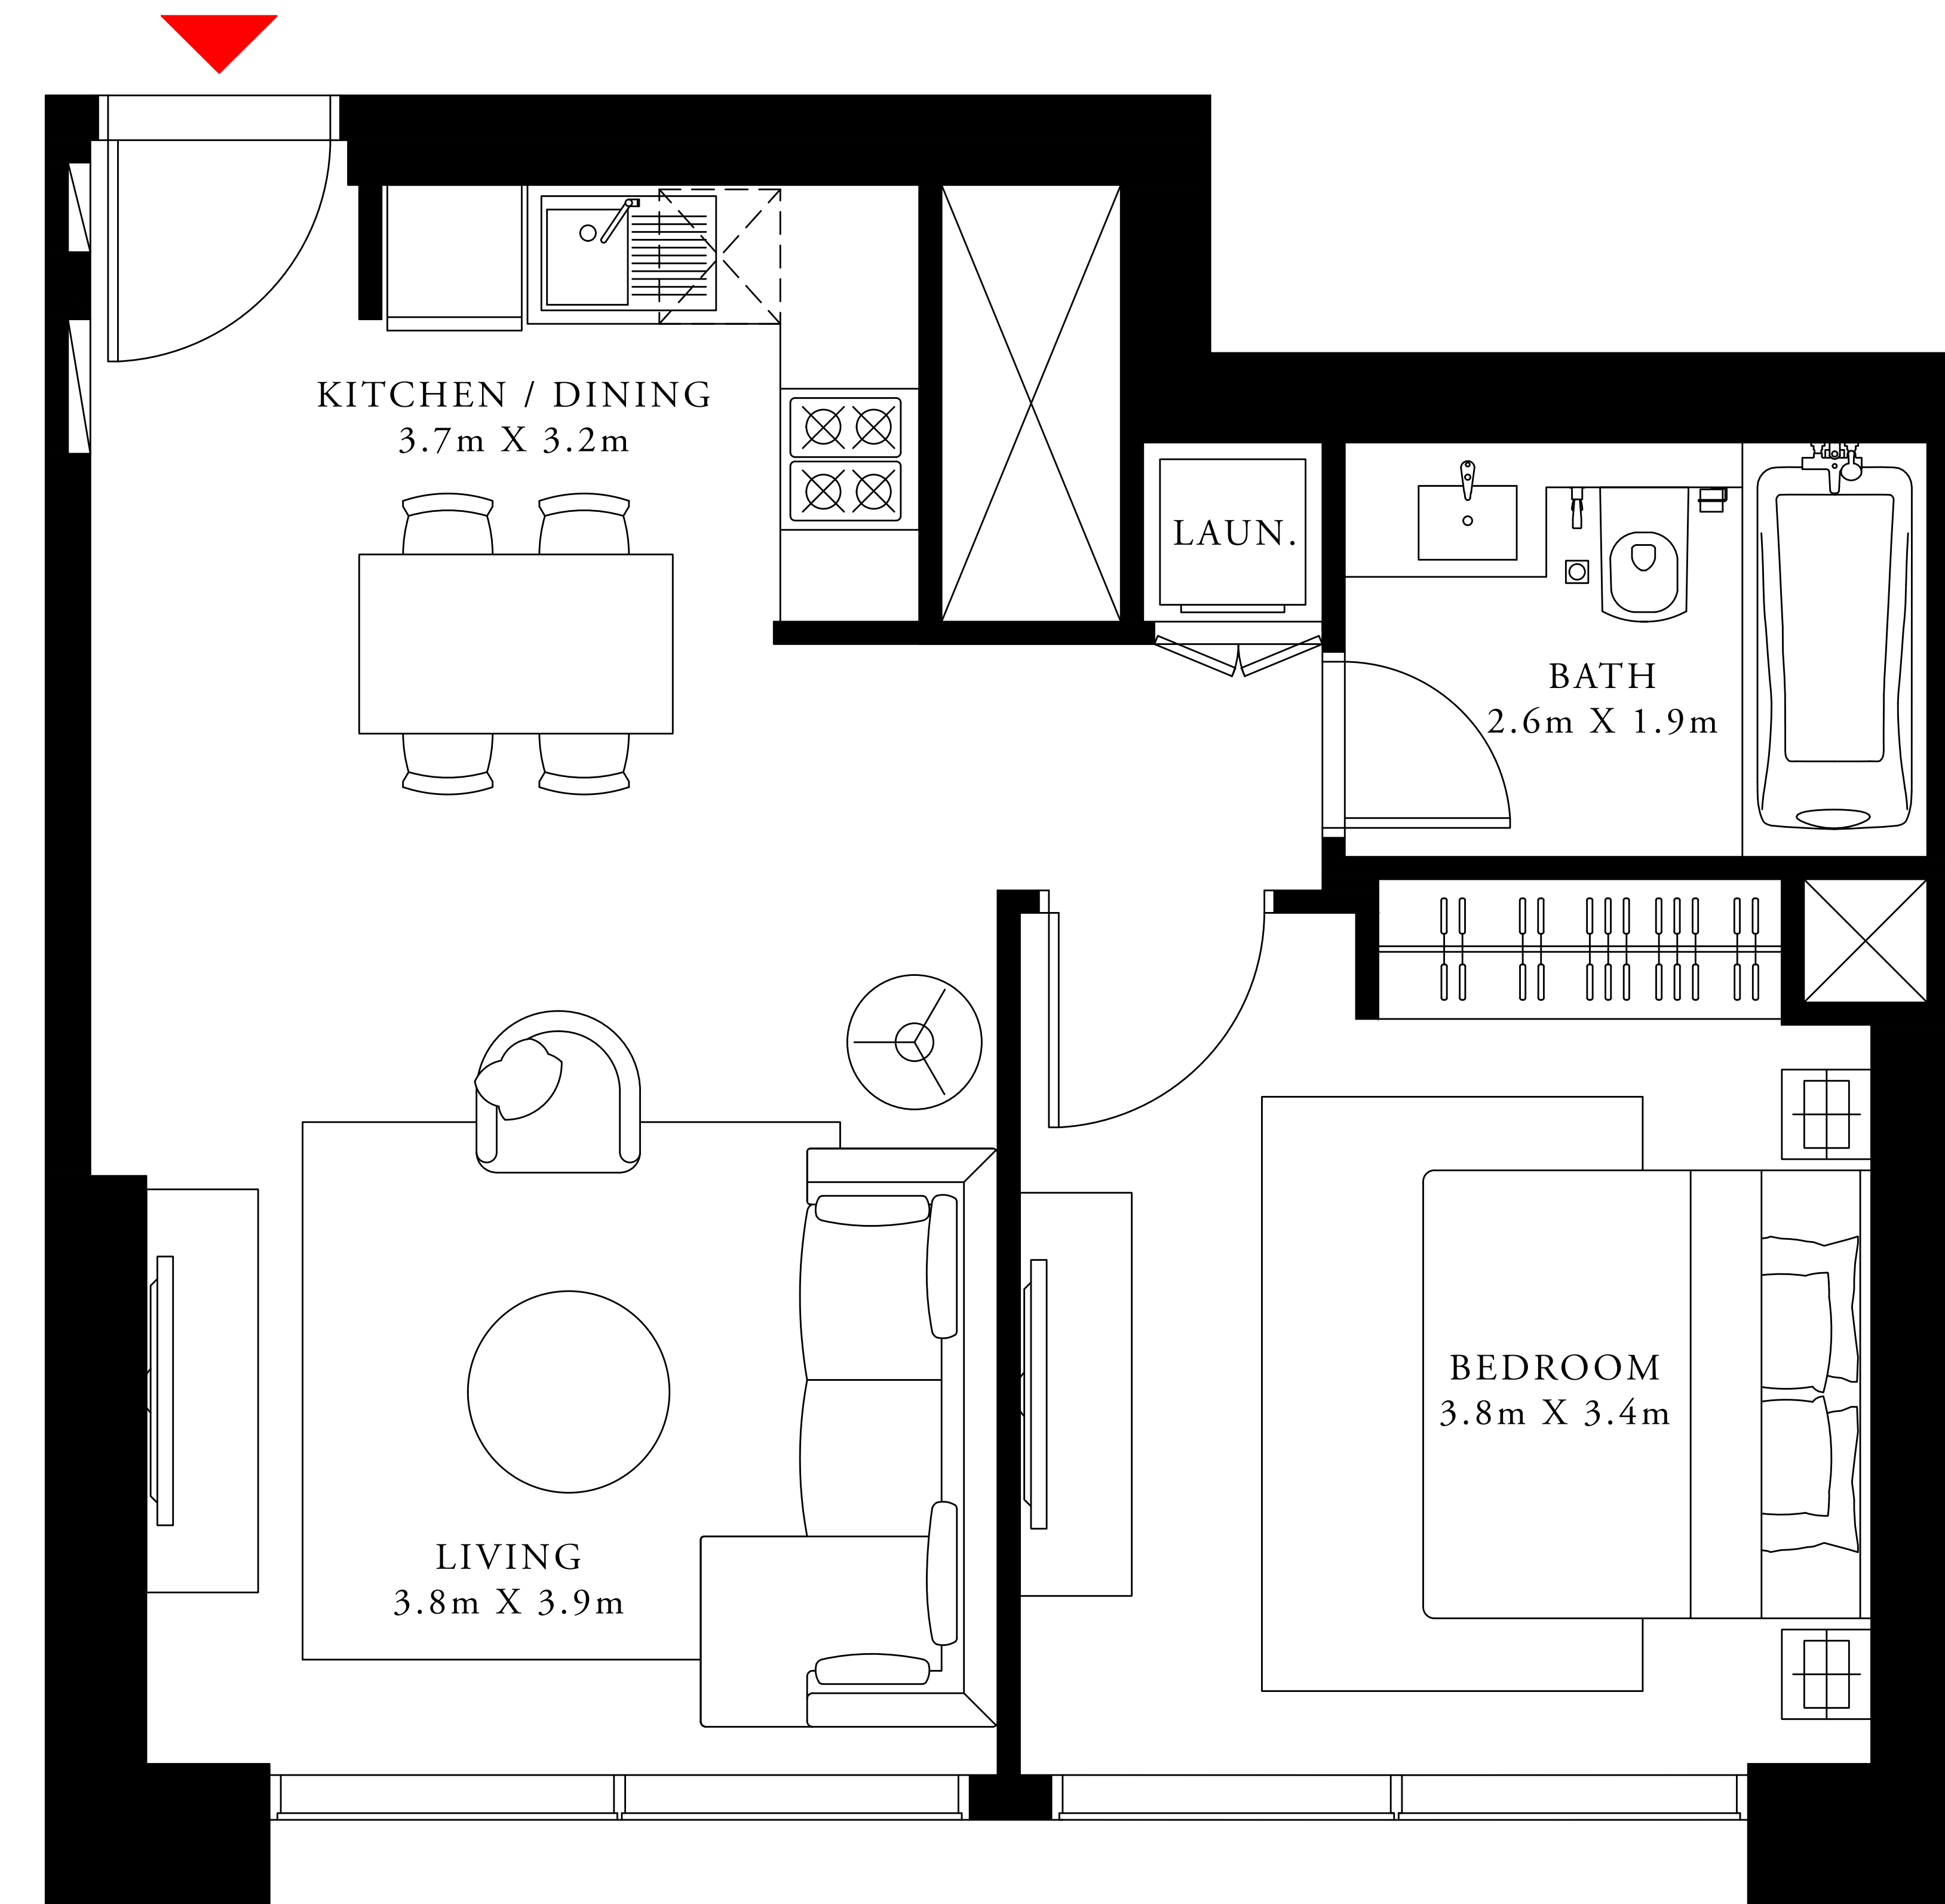 KITCHEN / DINING
3.7m X 3.2m
LAUN.
BATH
2.6m X 1.9m
BEDROOM
3.8m X 3.4m
LIVING
3.8m X 3.9m